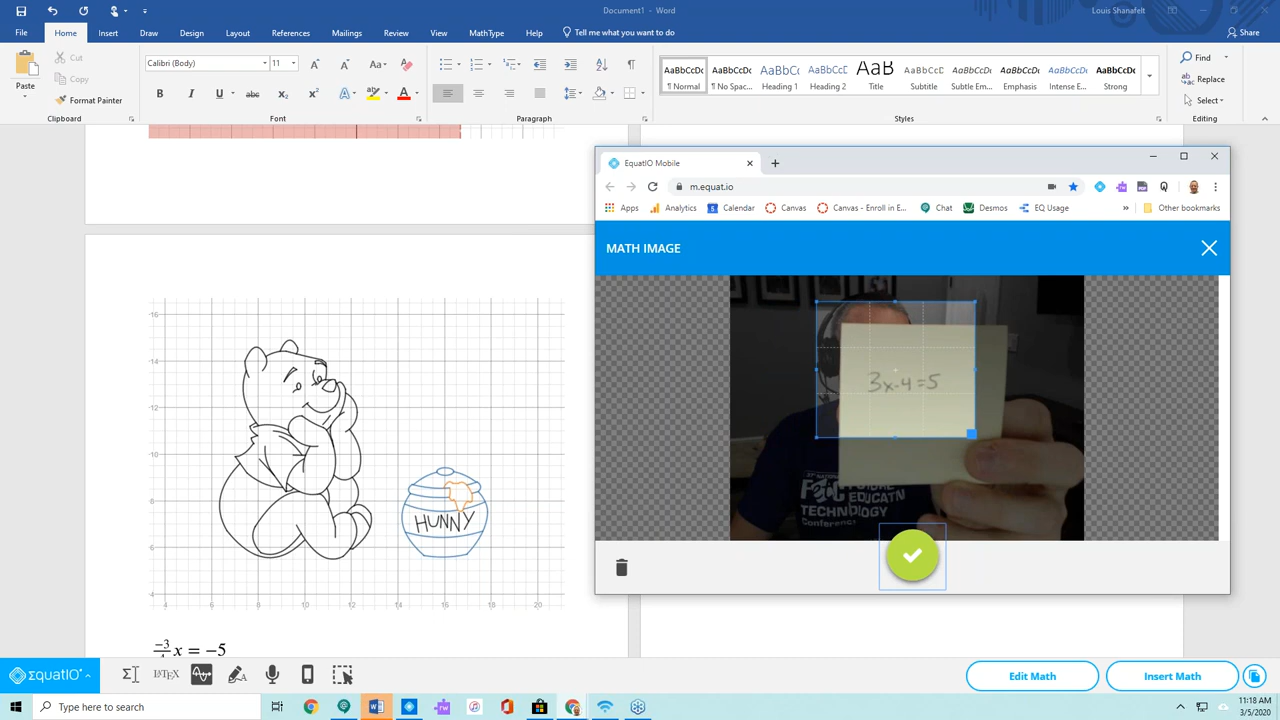 Document1 - Word
Louis Shanafelt
File
Home
Insert
Draw
Design
Layout
References
Mailings
Review
View
MathType
Help
Tell me what you want to do
Share
Paste
Cut
Copy
Format Painter
Clipboard
Calibri (Body)
11
Font
Paragraph
AaBbCcDc
¶ Normal
AaBbCcDc
¶ No Spac...
AaBbCc
Heading 1
AaBbCcD
Heading 2
AaB
Title
AaBbCcD
Subtitle
AaBbCcDc
Subtle Em...
AaBbCcDc
Emphasis
AaBbCcDc
Intense E...
AaBbCcDc
Strong
Styles
Find
Replace
Select
Editing
EquatIO Mobile
m.equat.io
Apps
Analytics
Calendar
Canvas
Canvas - Enroll in E...
Chat
Desmos
EQ Usage
Other bookmarks
MATH IMAGE
3x-4=5
TECHNOLOGY
Conference
16
14
12
10
8
6
4
4
6
8
10
12
14
16
18
20
HUNNY
-3
x = -5
EquatIO
LATEX
Edit Math
Insert Math
Type here to search
11:18 AM
3/5/2020